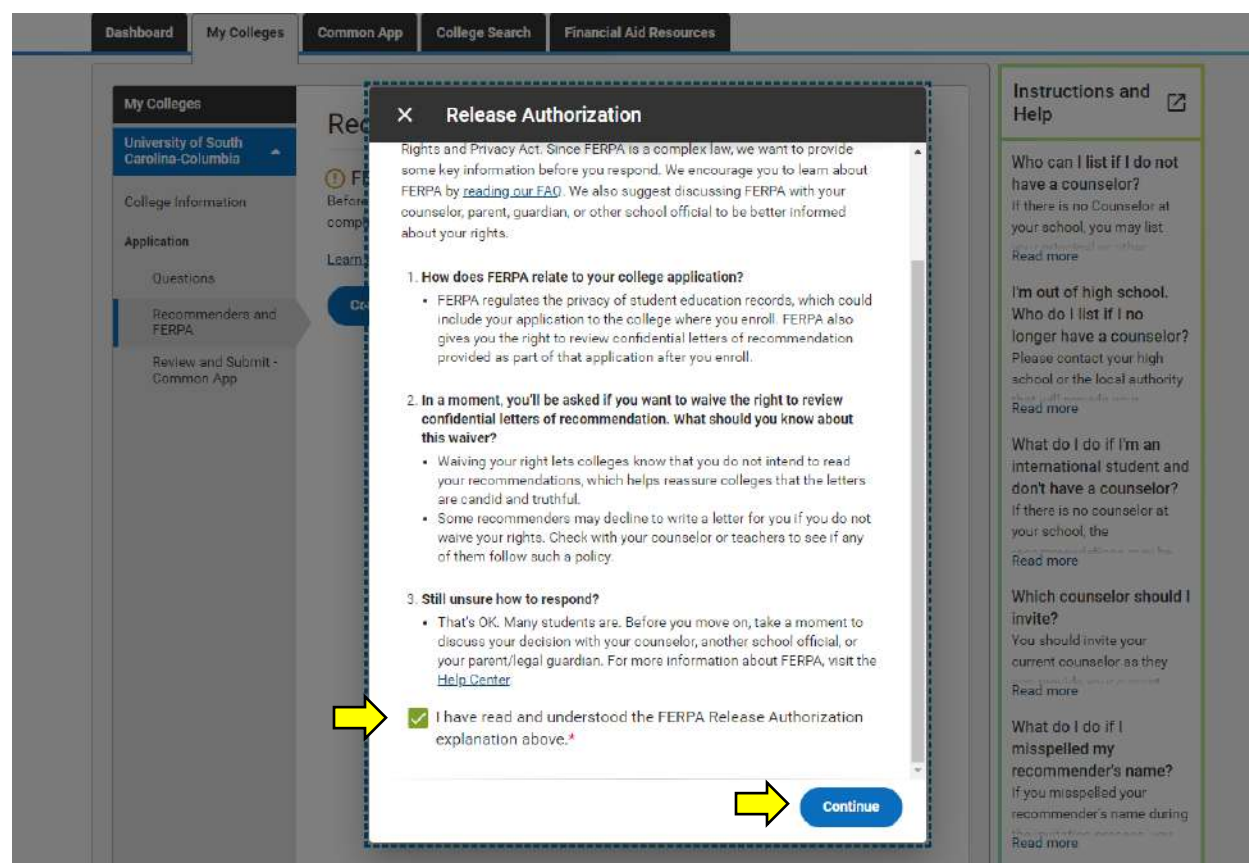 Dashboard
My Colleges
Common App
College Search
Financial Aid Resources
My Colleges
University of South
Carolina-Columbia
College Information
Application
Questions
Recommenders and
FERPA
Review and Submit -
Common App
Rec
FE
Before
comp
Learn
Co
× Release Authorization
Rights and Privacy Act. Since FERPA is a complex law, we want to provide
some key information before you respond. We encourage you to learn about
FERPA by reading our FAQ. We also suggest discussing FERPA with your
counselor, parent, guardian, or other school official to be better informed
about your rights.
1. How does FERPA relate to your college application?
• FERPA regulates the privacy of student education records, which could
include your application to the college where you enroll. FERPA also
gives you the right to review confidential letters of recommendation
provided as part of that application after you enroll.
2. In a moment, you'll be asked if you want to waive the right to review
confidential letters of recommendation. What should you know about
this waiver?
• Waiving your right lets colleges know that you do not intend to read
your recommendations, which helps reassure colleges that the letters
are candid and truthful.
• Some recommenders may decline to write a letter for you if you do not
waive your rights. Check with your counselor or teachers to see if any
of them follow such a policy.
3. Still unsure how to respond?
• That's OK. Many students are. Before you move on, take a moment to
discuss your decision with your counselor, another school official, or
your parent/legal guardian. For more information about FERPA, visit the
Help Center
I have read and understood the FERPA Release Authorization
explanation above.*
Continue
Instructions and
Help
Who can I list if I do not
have a counselor?
If there is no Counselor at
your school, you may list
Read more
I'm out of high school.
Who do I list if I no
longer have a counselor?
Please contact your high
school or the local authority
Read more
What do I do if I'm an
international student and
don't have a counselor?
If there is no counselor at
your school, the
Read more
Which counselor should I
invite?
You should invite your
current counselor as they
Read more
What do I do if I
misspelled my
recommender's name?
If you misspelled your
recommender's name during
Read more